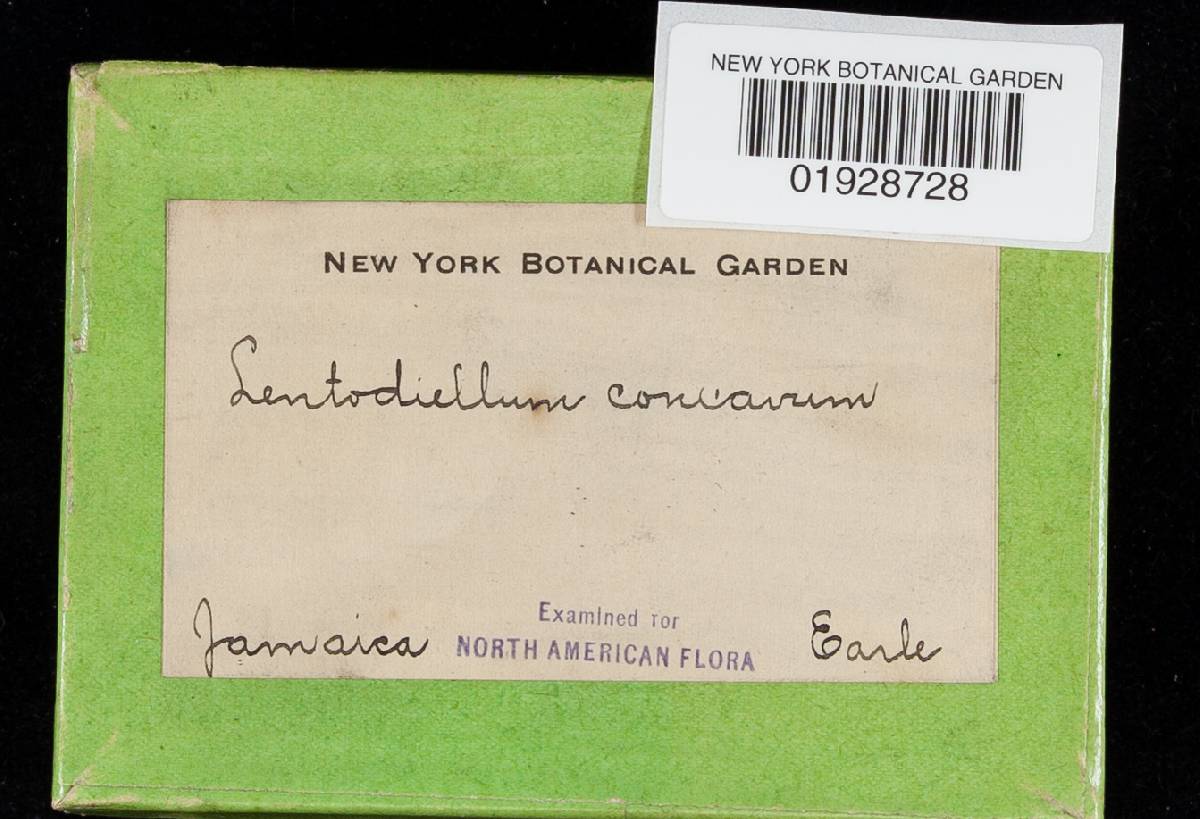 NEW YORK BOTANICAL GARDEN
01928728
NEW YORK BOTANICAL GARDEN
Lentodiellum concavum
Examined for
Jamaica NORTH AMERICAN FLORA Earle